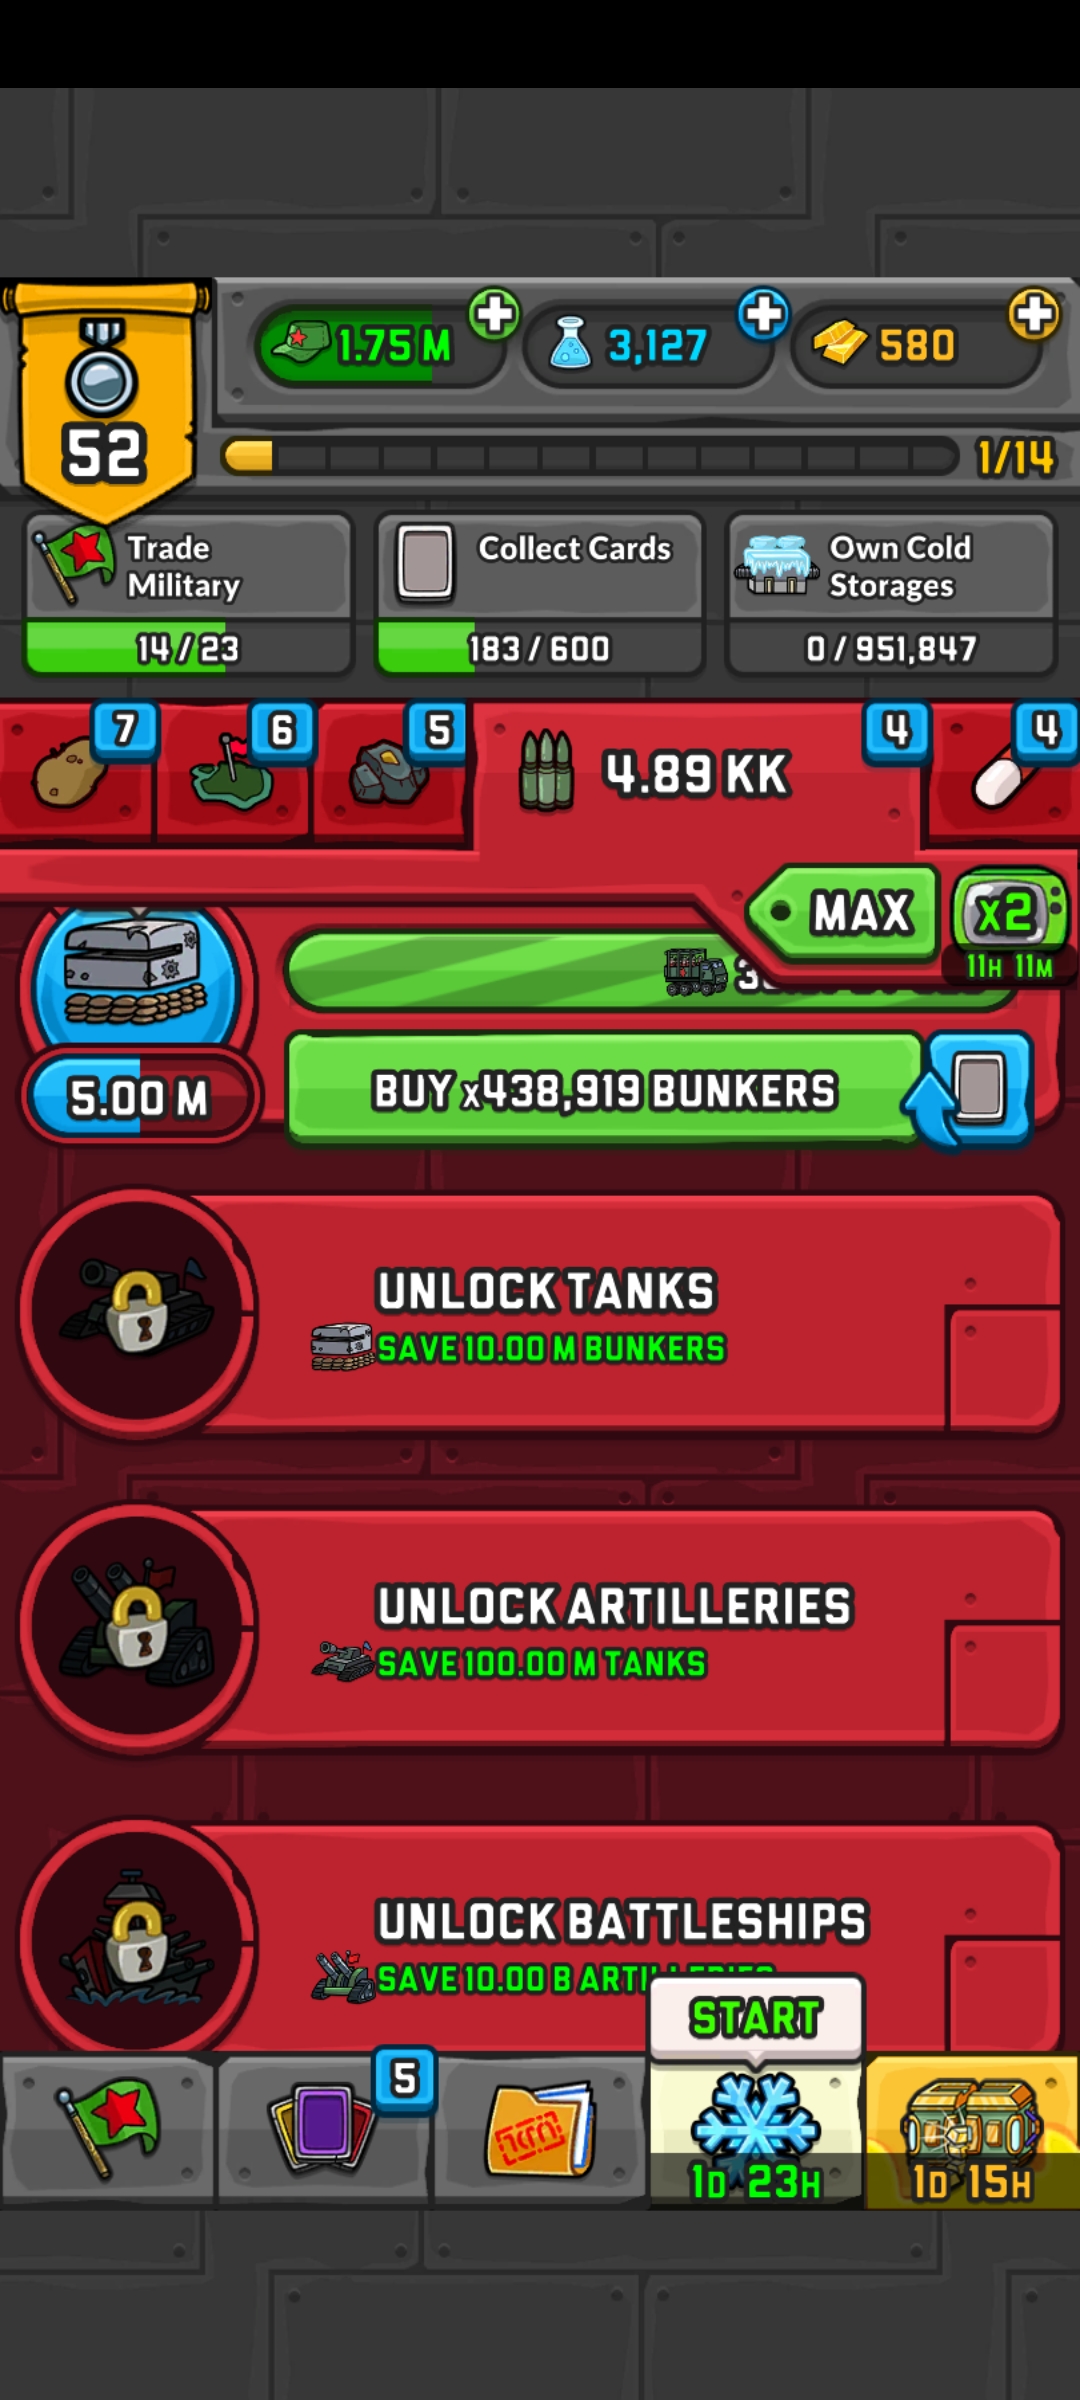 52
1.75 M
3,127
580
1/14
Trade
Military
14 / 23
Collect Cards
183 / 600
Own Cold
Storages
0 / 951,847
7
6
5
4.89 KK
4
4
MAX
x2
11H 11M
5.00 M
BUY x438,919 BUNKERS
UNLOCK TANKS
SAVE 10.00 M BUNKERS
UNLOCK ARTILLERIES
SAVE 100.00 M TANKS
UNLOCK BATTLESHIPS
SAVE 10.00 B ARTILLERIES
START
5
1D 23H
1D 15H